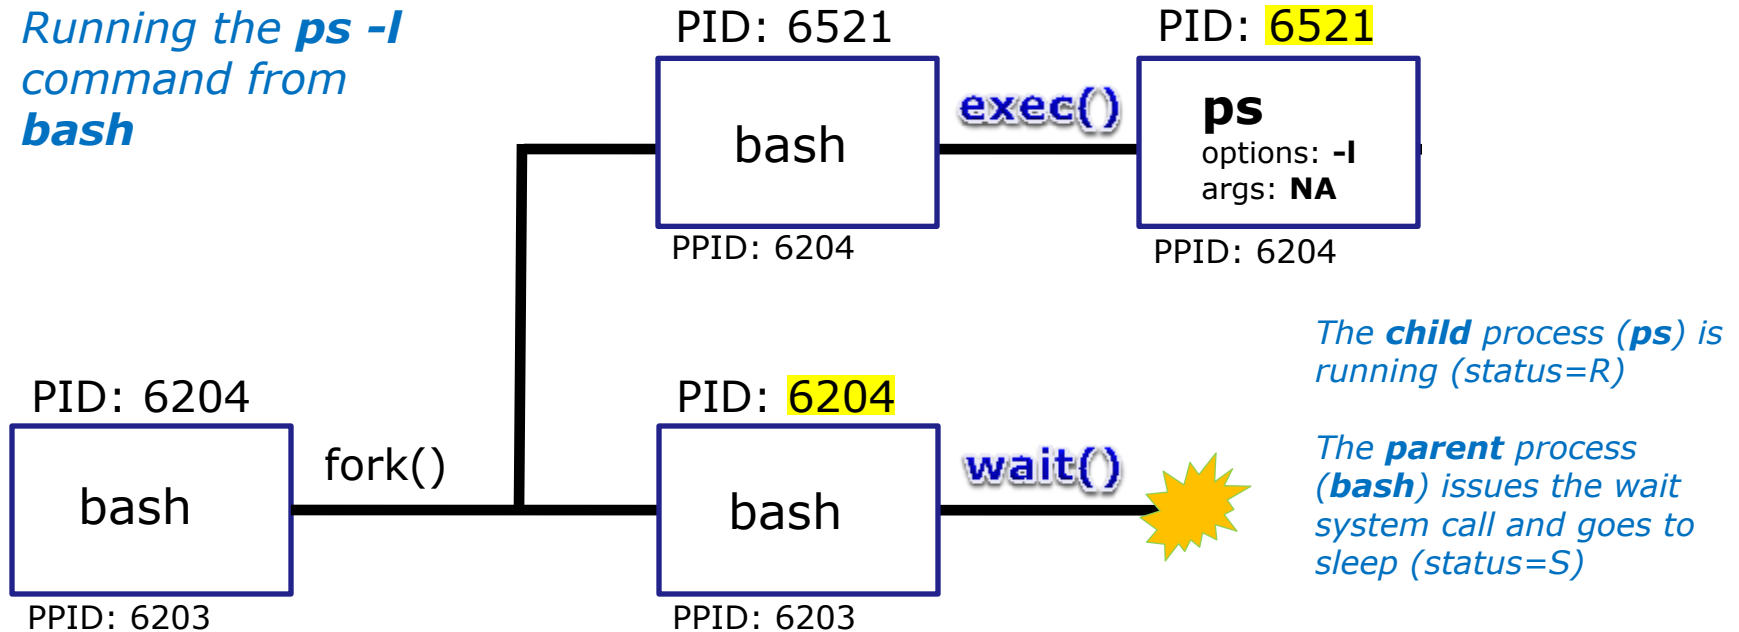 Running the ps –l
command from
bash
PID: 6521
bash
PPID: 6204
exec()
PID: 6521
ps
options: –l
args: NA
PPID: 6204
PID: 6204
bash
PPID: 6203
fork()
PID: 6204
bash
PPID: 6203
wait()
The child process (ps) is
running (status=R)
The parent process
(bash) issues the wait
system call and goes to
sleep (status=S)